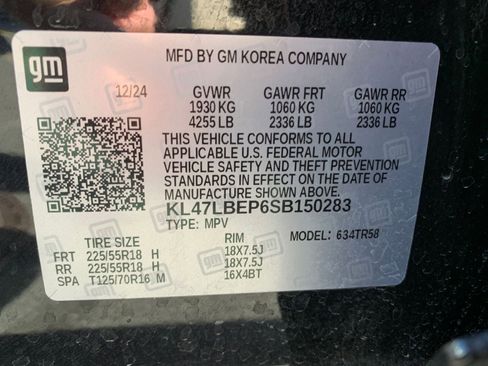 gm
MFD BY GM KOREA COMPANY
12/24 GVWR GAWR FRT GAWR RR
1930 KG 1060 KG 1060 KG
4255 LB 2336 LB 2336 LB
THIS VEHICLE CONFORMS TO ALL
APPLICABLE U.S. FEDERAL MOTOR
VEHICLE SAFETY AND THEFT PREVENTION
STANDARDS IN EFFECT ON THE DATE OF
MANUFACTURE SHOWN ABOVE.
KL47LBEP6SB150283
TYPE: MPV MODEL: 634TR58
TIRE SIZE RIM
FRT 225/55R18 H 18X7.5J
RR 225/55R18 H 18X7.5J
SPA T125/70R16 M 16X4BT